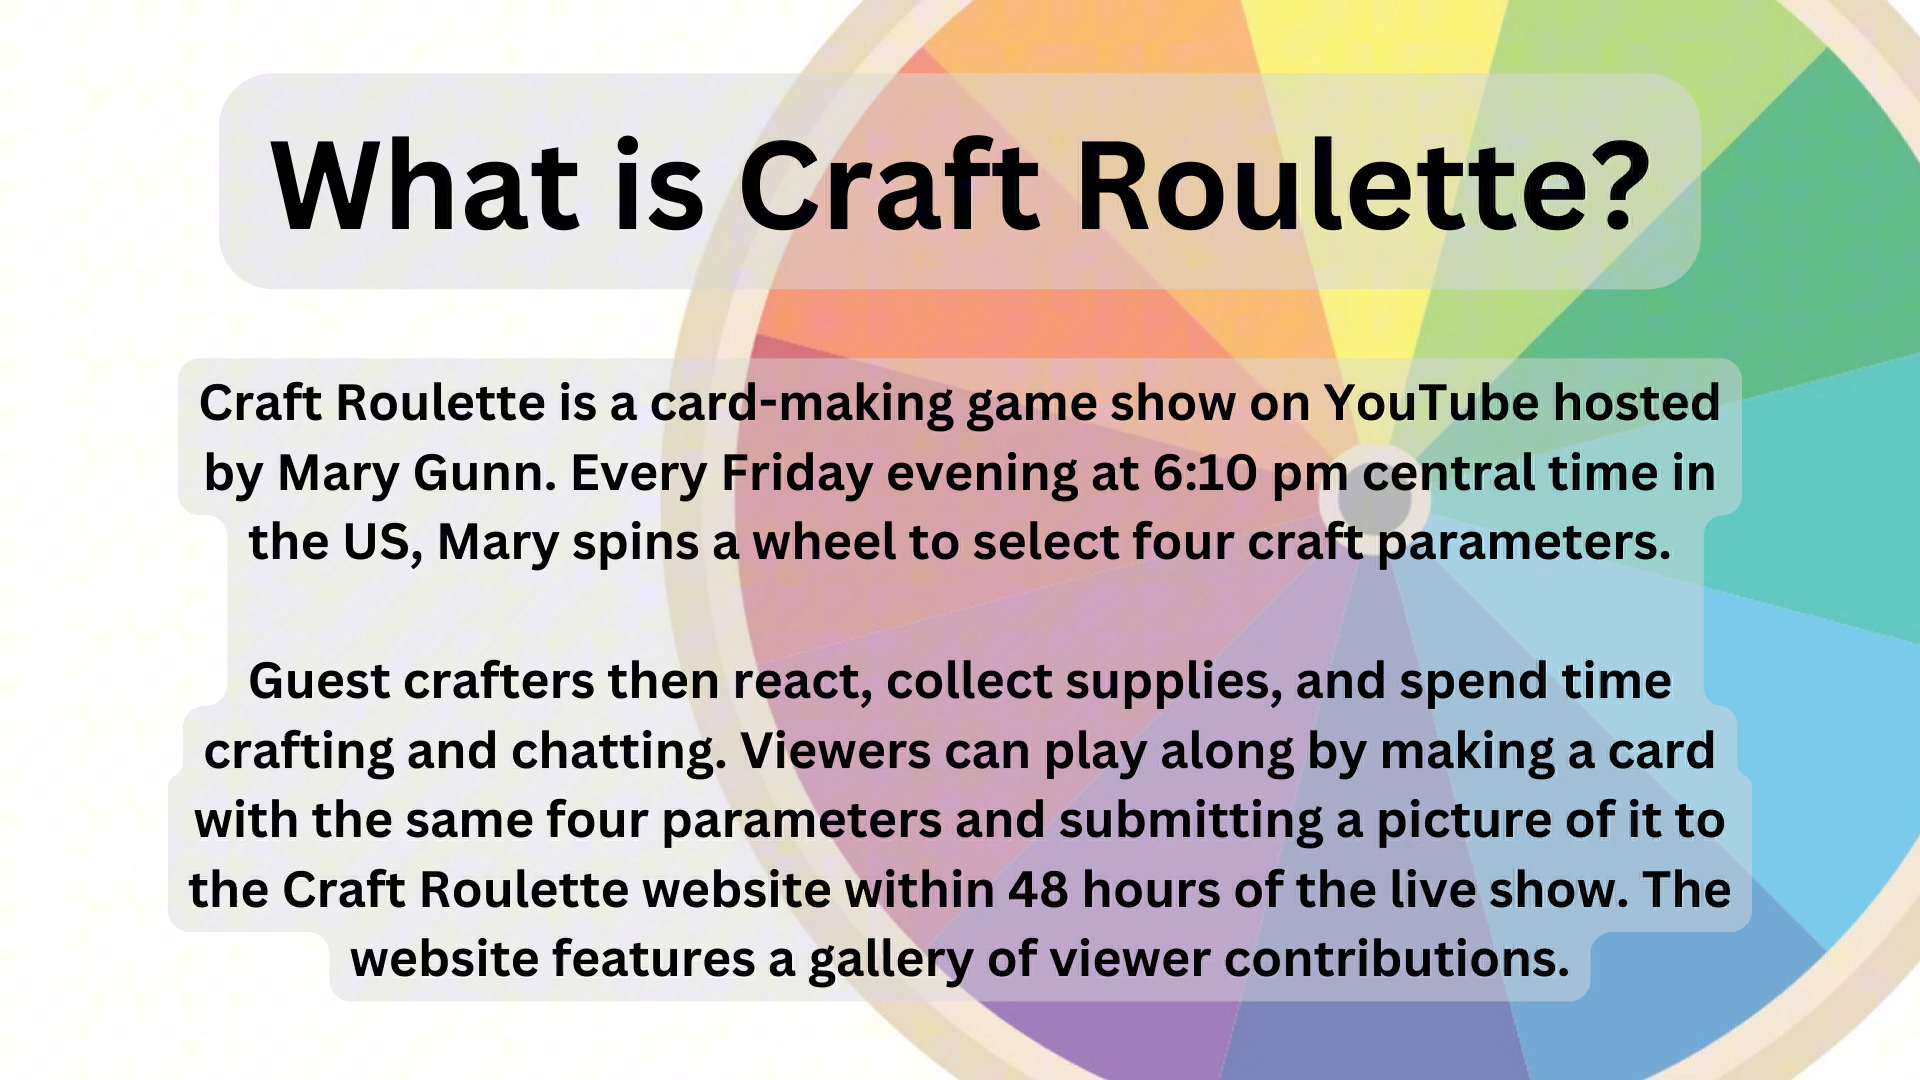 What is Craft Roulette?
Craft Roulette is a card-making game show on YouTube hosted
by Mary Gunn. Every Friday evening at 6:10 pm central time in
the US, Mary spins a wheel to select four craft parameters.
Guest crafters then react, collect supplies, and spend time
crafting and chatting. Viewers can play along by making a card
with the same four parameters and submitting a picture of it to
the Craft Roulette website within 48 hours of the live show. The
website features a gallery of viewer contributions.